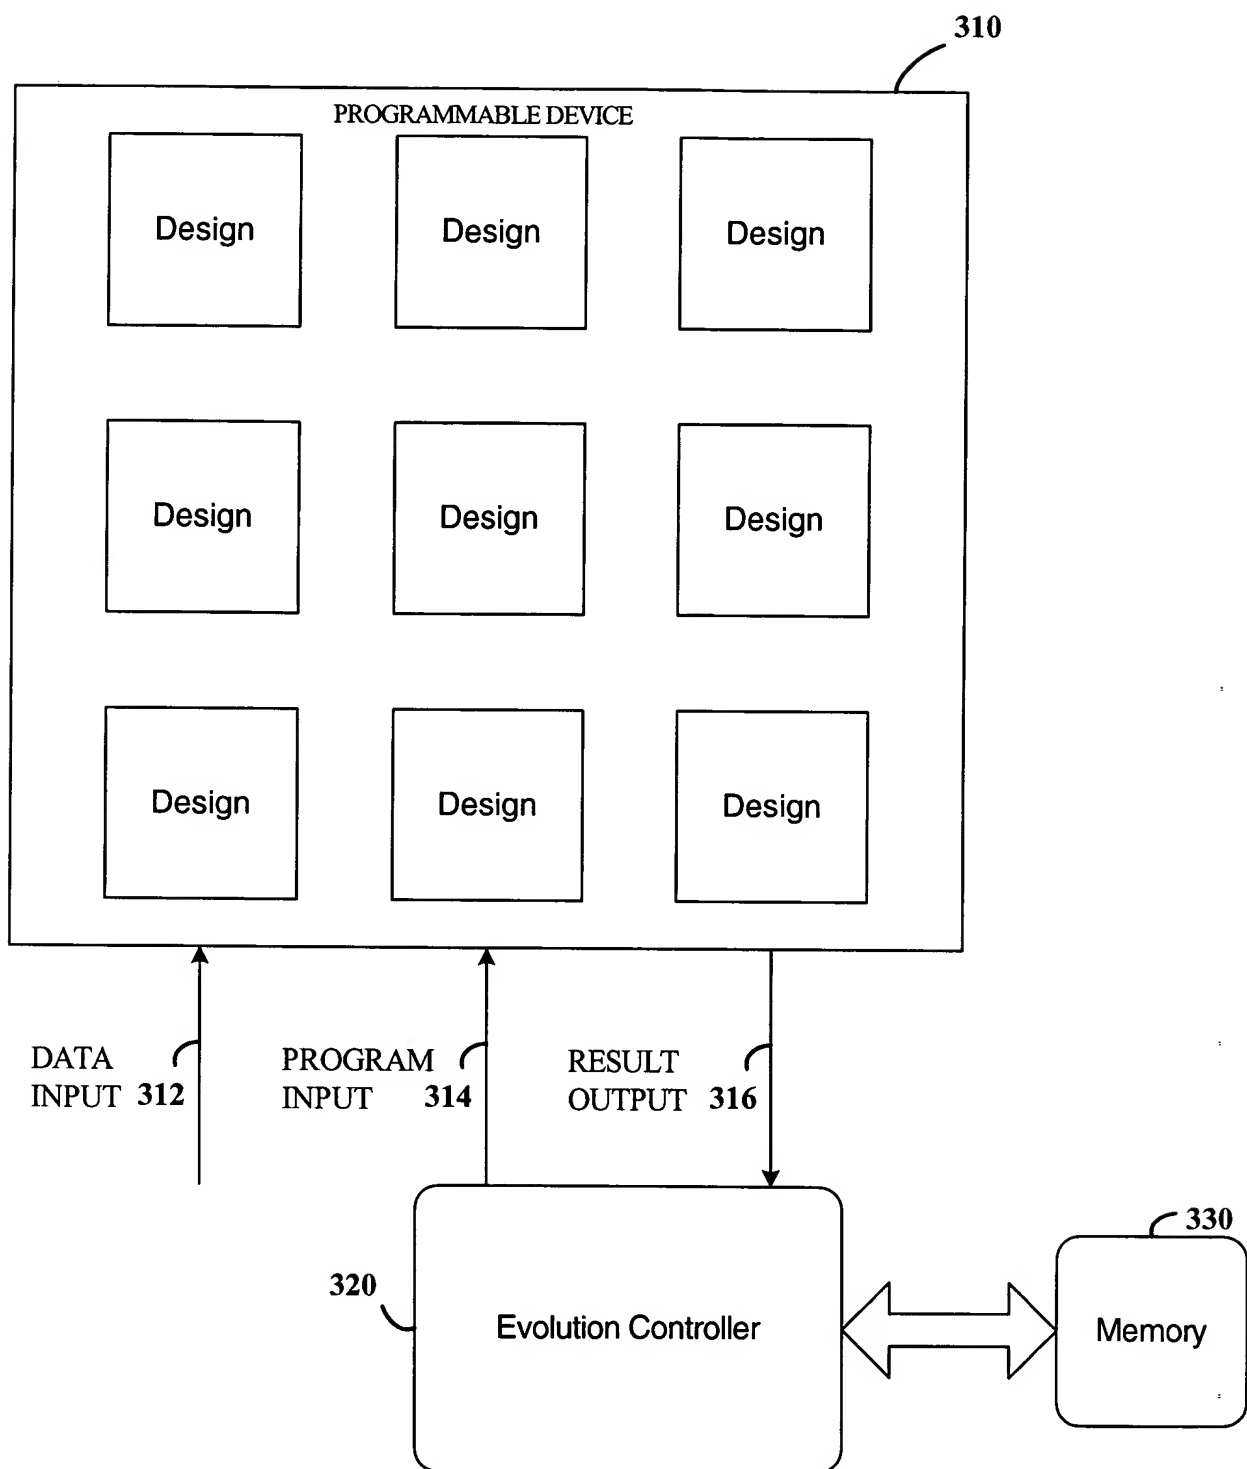 310
PROGRAMMABLE DEVICE
Design Design Design
Design Design Design
Design Design Design
DATA
INPUT 312
PROGRAM
INPUT 314
RESULT
OUTPUT 316
320
Evolution Controller
330
Memory